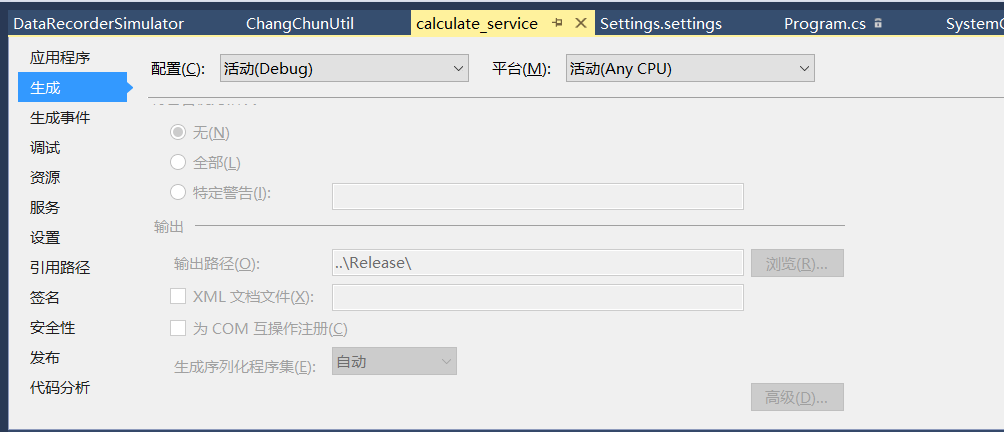 DataRecorderSimulator ChangChunUtil calculate_service Settings.settings Program.cs SystemC
应用程序
配置(C): 活动(Debug) 平台(M): 活动(Any CPU)
生成
生成事件
无(N)
调试
全部(L)
资源
特定警告(I):
服务
输出
设置
引用路径
输出路径(O): ..\Release\ 浏览(R)...
签名
XML 文档文件(X):
安全性
为 COM 互操作注册(C)
发布
生成序列化程序集(E): 自动
代码分析
高级(D)...